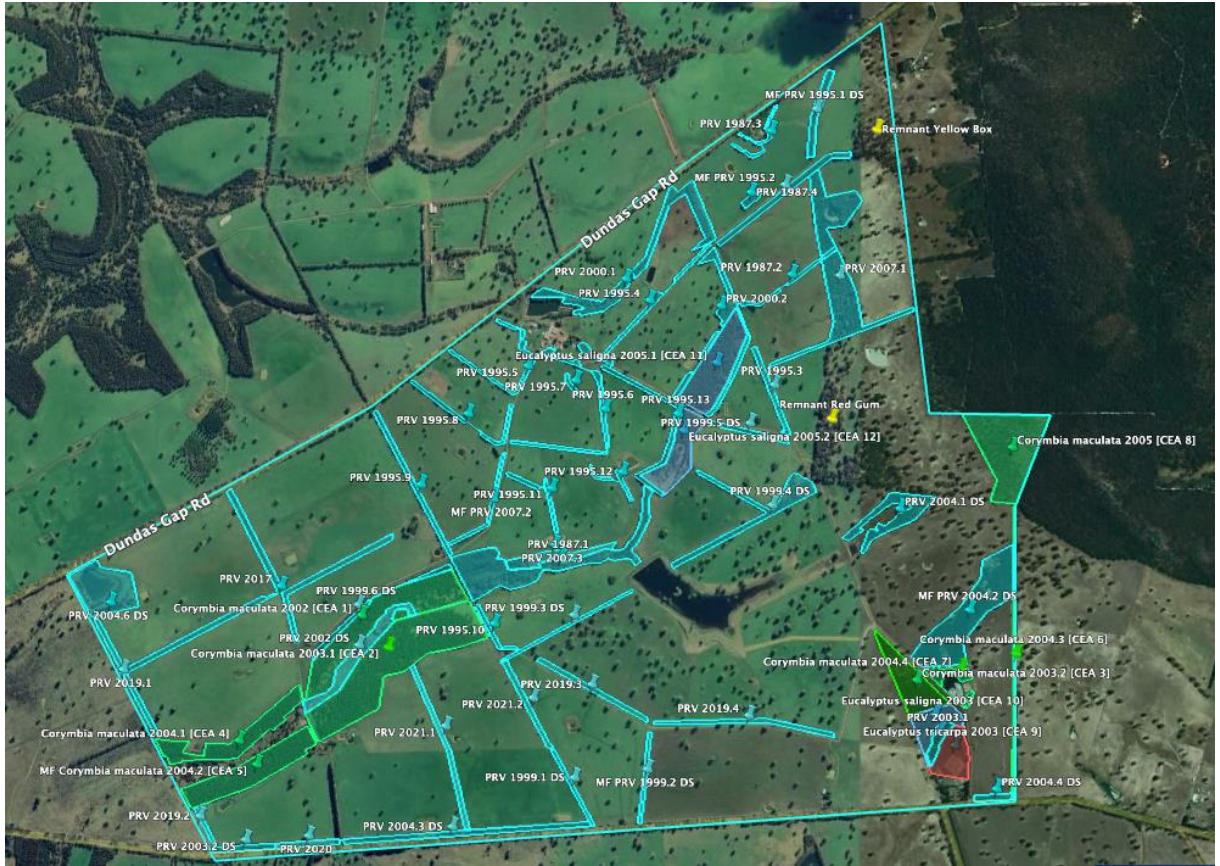 MF PRV 1995.1 DS
PRV 1987.3
Remnant Yellow Box
MF PRV 1995.2
PRV 1987.4
Dundas Gap Rd
PRV 2000.1
PRV 1987.2
PRV 2007.1
PRV 1995.4
PRV 2000.2
Eucalyptus saligna 2005.1 [CEA 11]
PRV 1995.5
PRV 1995.3
PRV 1995.7
PRV 1995.6
PRV 1995.13
Remnant Red Gum
PRV 1995.8
PRV 1999.5 DS
Eucalyptus saligna 2005.2 [CEA 12]
Corymbia maculata 2005 [CEA 8]
PRV 1995.12
PRV 1995.9
PRV 1995.11
PRV 1999.4 DS
PRV 2004.1 DS
MF PRV 2007.2
Dundas Gap Rd
PRV 1987.1
PRV 2007.3
PRV 2017
PRV 1999.6 DS
PRV 2004.6 DS
Corymbia maculata 2002 [CEA 1]
PRV 1999.3 DS
MF PRV 2004.2 DS
PRV 1995.10
PRV 2002 DS
Corymbia maculata 2003.1 [CEA 2]
Corymbia maculata 2004.3 [CEA 6]
Corymbia maculata 2004.4 [CEA 7]
Corymbia maculata 2003.2 [CEA 3]
PRV 2019.1
PRV 2019.3
PRV 2021.2
Eucalyptus saligna 2003 [CEA 10]
PRV 2019.4
PRV 2003.1
PRV 2021.1
Eucalyptus tricarpa 2003 [CEA 9]
Corymbia maculata 2004.1 [CEA 4]
MF Corymbia maculata 2004.2 [CEA 5]
PRV 1999.1 DS
MF PRV 1999.2 DS
PRV 2004.4 DS
PRV 2019.2
PRV 2004.3 DS
PRV 2003.2 DS
PRV 2020